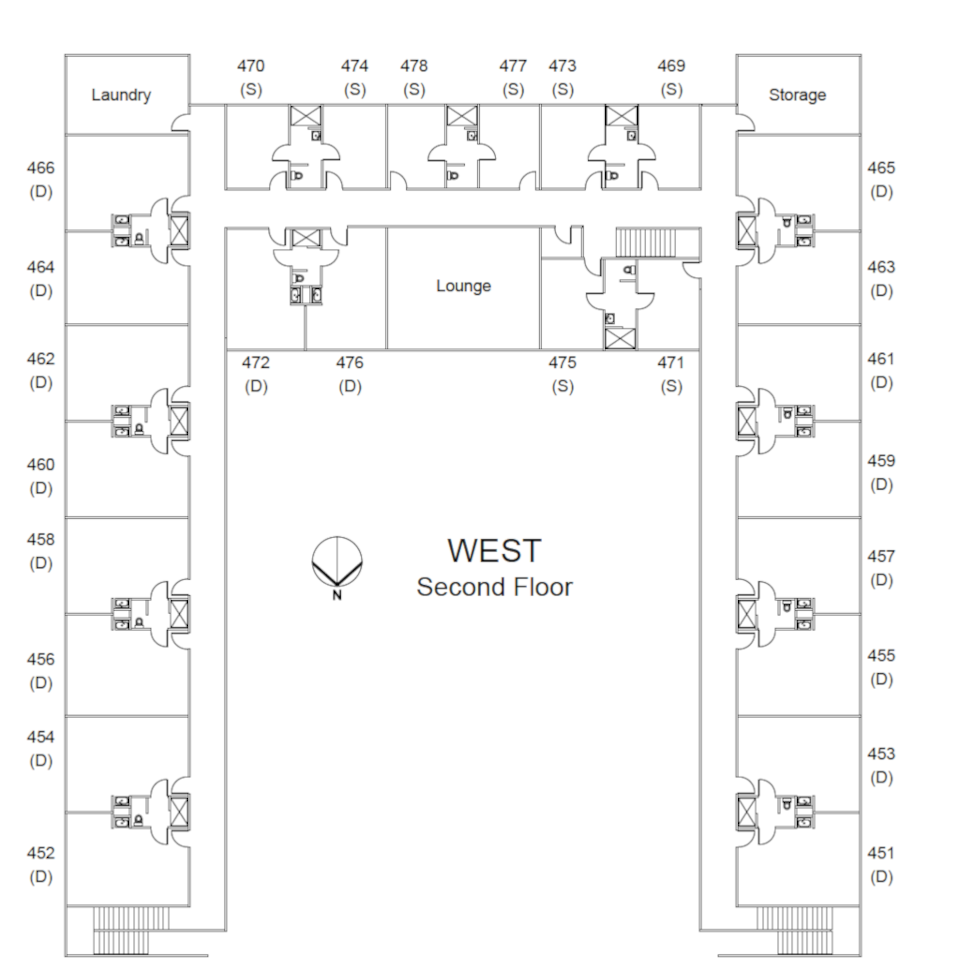 470 474 478 477 473 469
(S) (S) (S) (S) (S) (S)
Laundry Storage
466 465
(D) (D)
464 463
(D) (D)
Lounge
462 472 476 475 471 461
(D) (D) (D) (S) (S) (D)
460 459
(D) (D)
458 WEST 457
(D) Second Floor (D)
N
456 455
(D) (D)
454 453
(D) (D)
452 451
(D) (D)